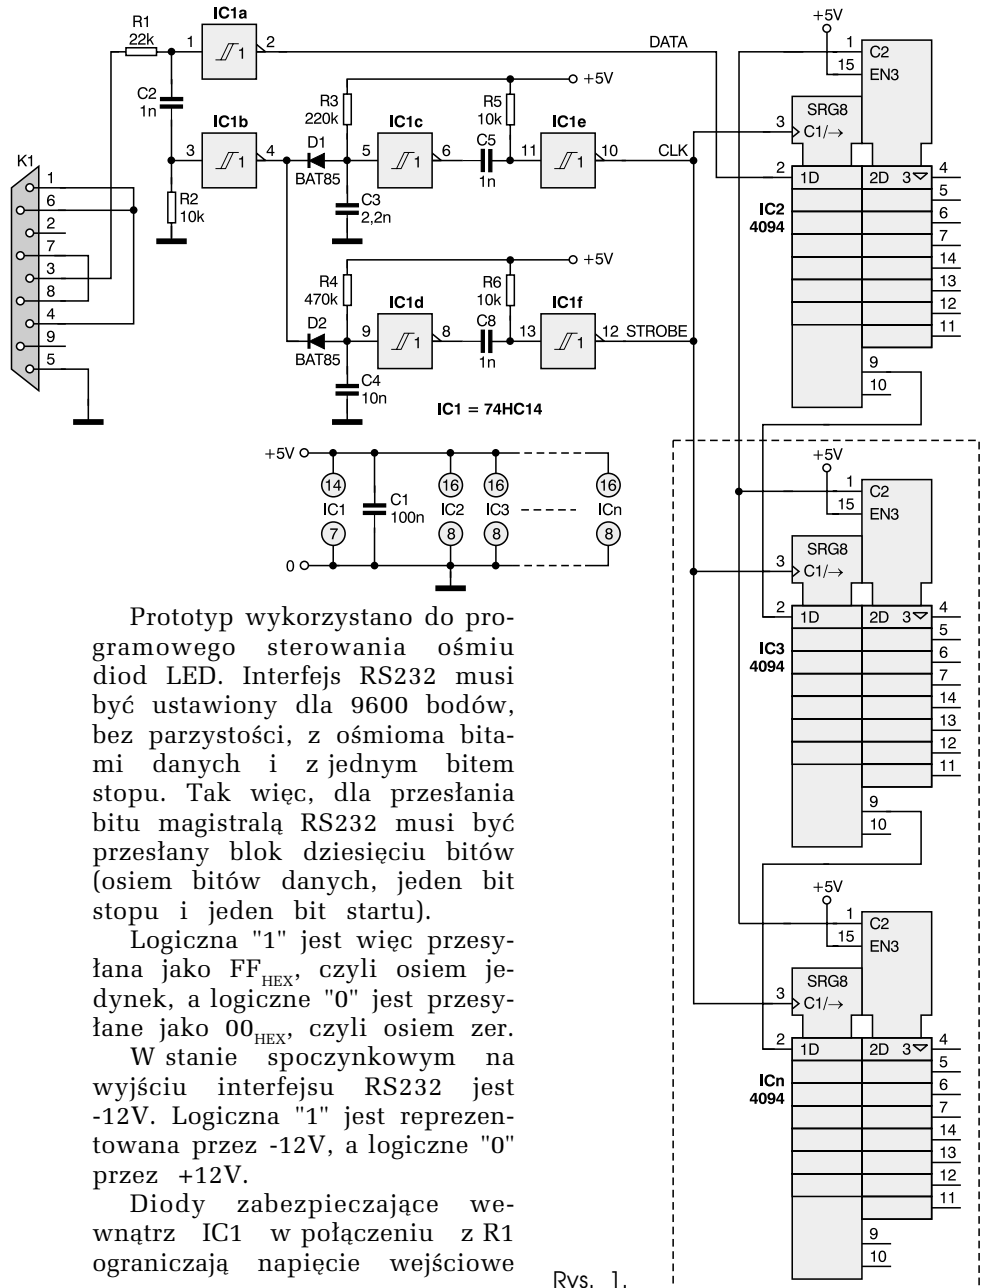 IC1a
R1
22k
1
1
2
DATA
C2
1n
+5V
R3
220k
R5
10k
IC1b
3
1
4
D1
BAT85
IC1c
5
1
6
C5
1n
IC1e
11
1
10
CLK
R2
10k
C3
2,2n
K1
1
6
2
7
3
8
4
9
5
+5V
R4
470k
R6
10k
D2
BAT85
IC1d
9
1
8
C8
1n
IC1f
13
1
12
STROBE
C4
10n
IC1 = 74HC14
+5V
14
IC1
7
C1
100n
16
IC2
8
16
IC3
8
16
ICn
8
0
+5V
1
C2
15
EN3
SRG8
3
C1/→
2
1D
2D
3▽
4
IC2
4094
5
6
7
14
13
12
11
9
10
+5V
1
C2
15
EN3
SRG8
3
C1/→
2
1D
2D
3▽
4
IC3
4094
5
6
7
14
13
12
11
9
10
+5V
1
C2
15
EN3
SRG8
3
C1/→
2
1D
2D
3▽
4
ICn
4094
5
6
7
14
13
12
11
9
10
Prototyp wykorzystano do pro-
gramowego sterowania ośmiu
diod LED. Interfejs RS232 musi
być ustawiony dla 9600 bodów,
bez parzystości, z ośmioma bita-
mi danych i z jednym bitem
stopu. Tak więc, dla przesłania
bitu magistralą RS232 musi być
przesłany blok dziesięciu bitów
(osiem bitów danych, jeden bit
stopu i jeden bit startu).
Logiczna "1" jest więc przesy-
łana jako FF HEX, czyli osiem je-
dynek, a logiczne "0" jest przesy-
łane jako 00 HEX, czyli osiem zer.
W stanie spoczynkowym na
wyjściu interfejsu RS232 jest
-12V. Logiczna "1" jest reprezen-
towana przez -12V, a logiczne "0"
przez +12V.
Diody zabezpieczające we-
wnątrz IC1 w połączeniu z R1
ograniczają napięcie wejściowe
Rys. 1.